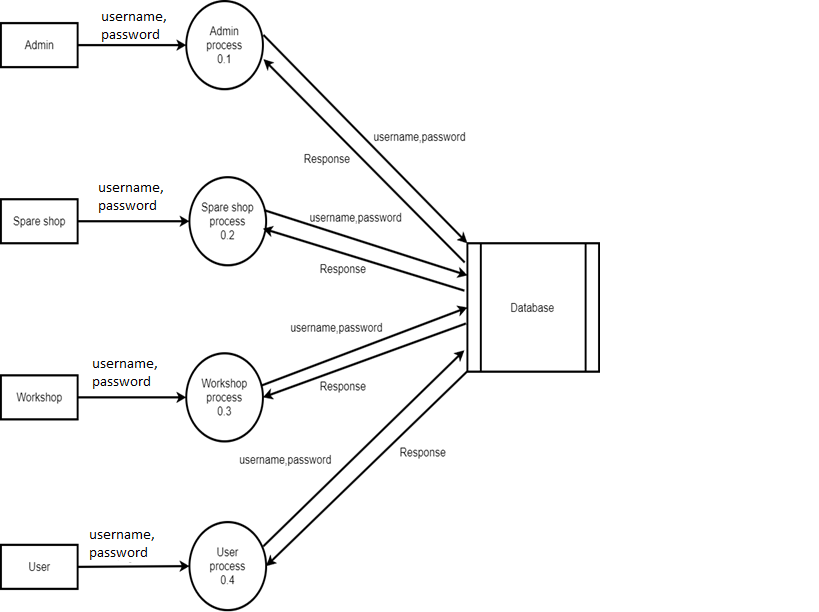 username,
password
Admin
Admin
process
0.1
username,password
Response
username,
password
Spare shop
Spare shop
process
0.2
username,password
Response
Database
username,password
Response
username,
password
Workshop
Workshop
process
0.3
username,password
Response
username,
password
User
User
process
0.4